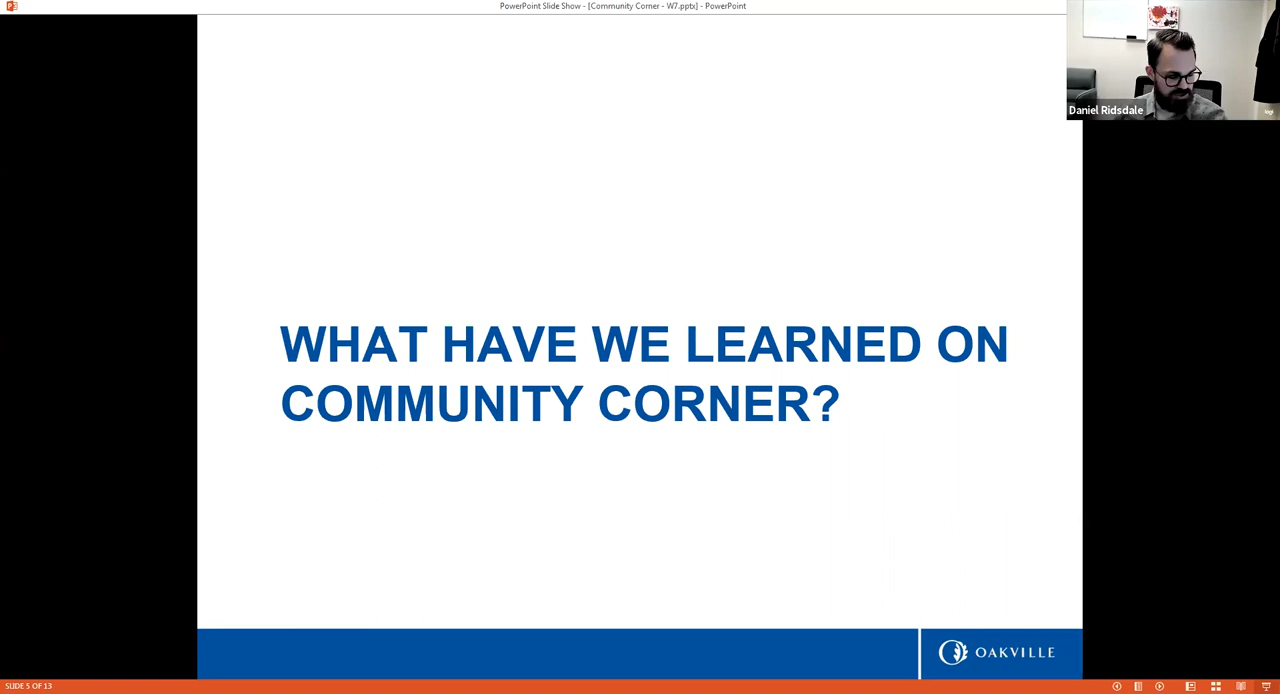 PowerPoint Slide Show - [Community Corner - W7.pptx] - PowerPoint
Daniel Ridsdale
WHAT HAVE WE LEARNED ON
COMMUNITY CORNER?
OAKVILLE
SLIDE 5 OF 13